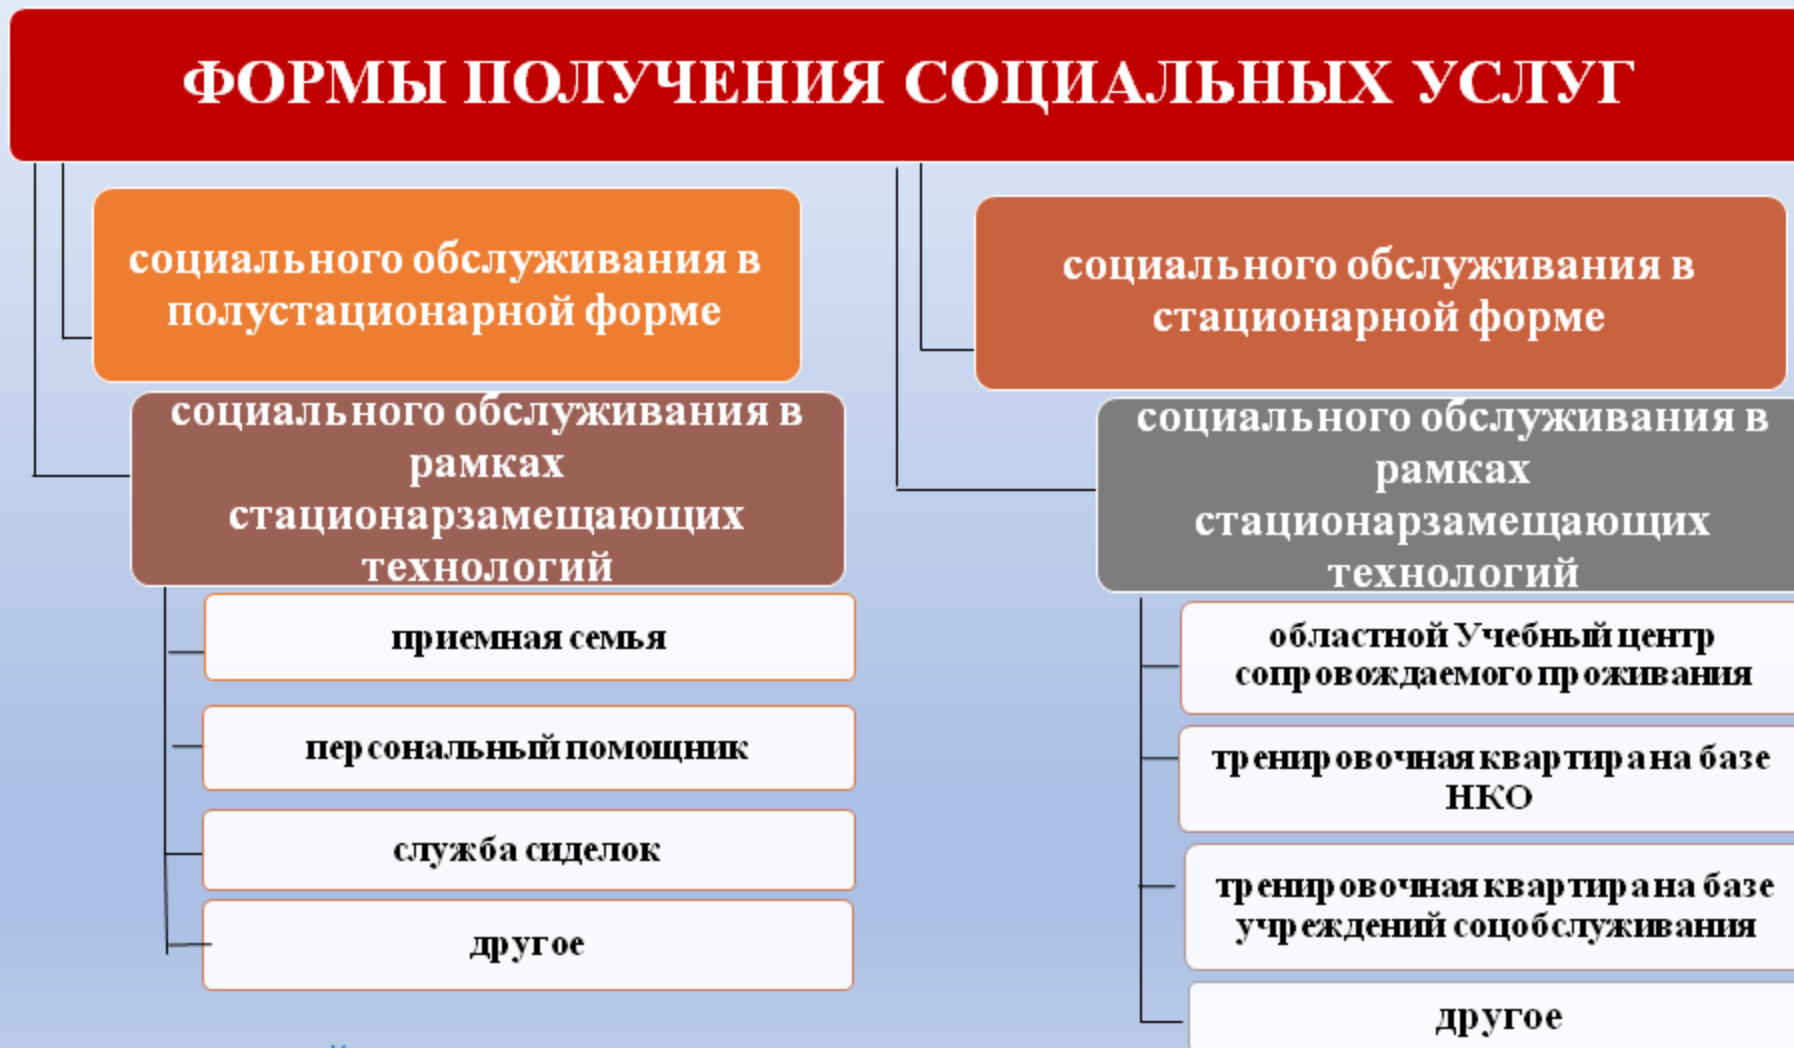 ФОРМЫ ПОЛУЧЕНИЯ СОЦИАЛЬНЫХ УСЛУГ
социального обслуживания в
полустационарной форме
социального обслуживания в
рамках
стационарзамещающих
технологий
приемная семья
персональный помощник
служба сиделок
другое
социального обслуживания в
стационарной форме
социального обслуживания в
рамках
стационарзамещающих
технологий
областной Учебный центр
сопровождаемого проживания
тренировочная квартира на базе
НКО
тренировочная квартира на базе
учреждений соцобслуживания
другое